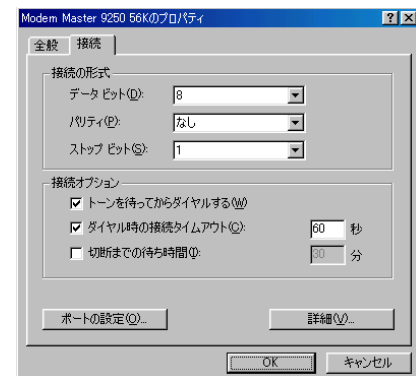 Modem Master 9250 56Kのプロパティ
全般 接続
接続の形式
データ ビット(D): 8
パリティ(P): なし
ストップ ビット(S): 1
接続オプション
トーンを待ってからダイヤルする(W)
ダイヤル時の接続タイムアウト(C): 60 秒
切断までの待ち時間(I): 30 分
ポートの設定(O)... 詳細(V)...
OK キャンセル